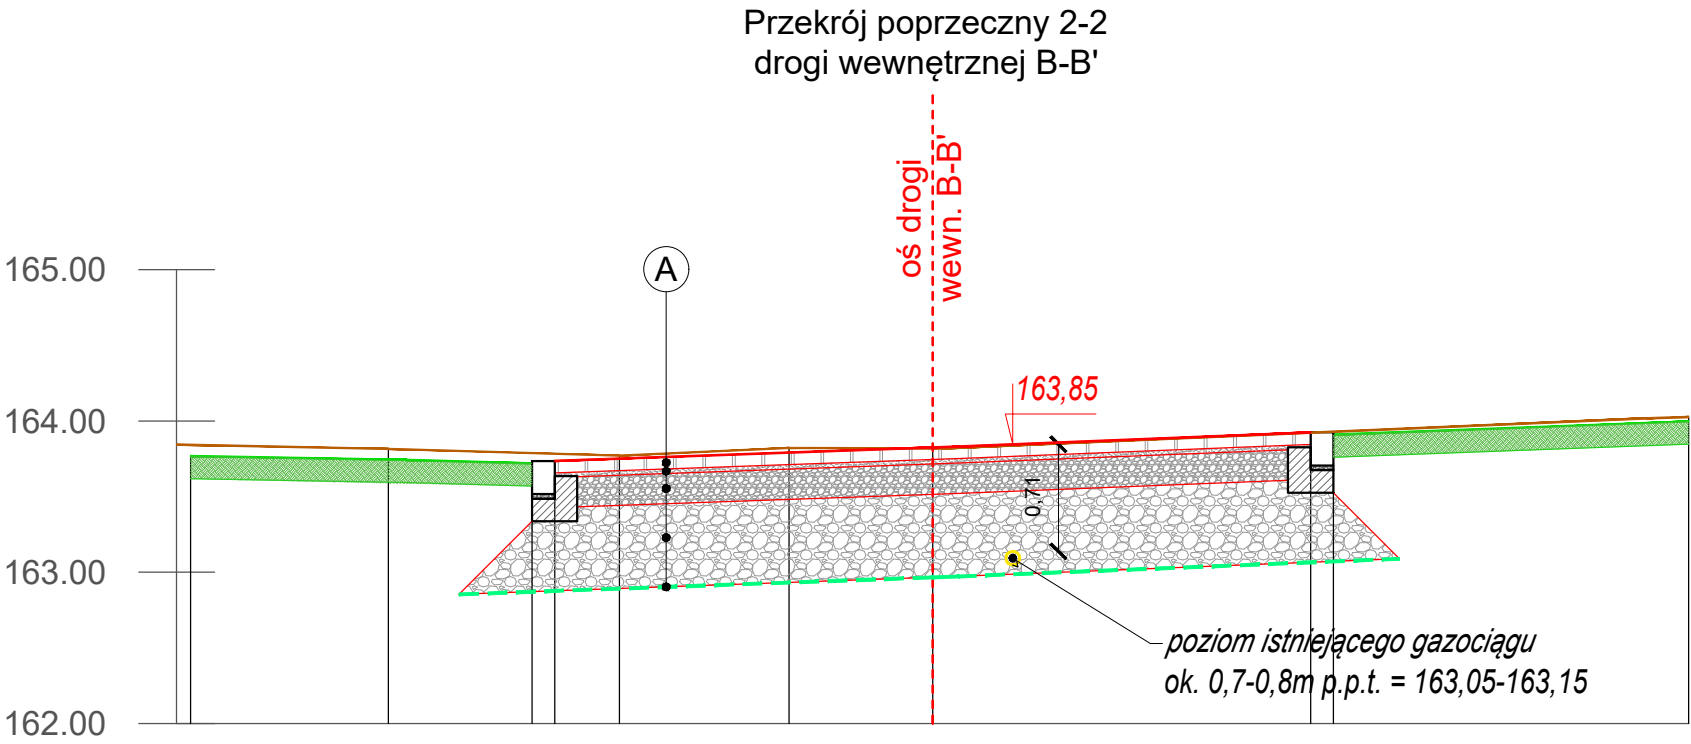 Przekrój poprzeczny 2-2
drogi wewnętrznej B-B'
oś drogi
wewn. B-B'
165.00
A
163,85
164.00
0,71
163.00
poziom istniejącego gazociągu
ok. 0,7-0,8m p.p.t. = 163,05-163,15
162.00